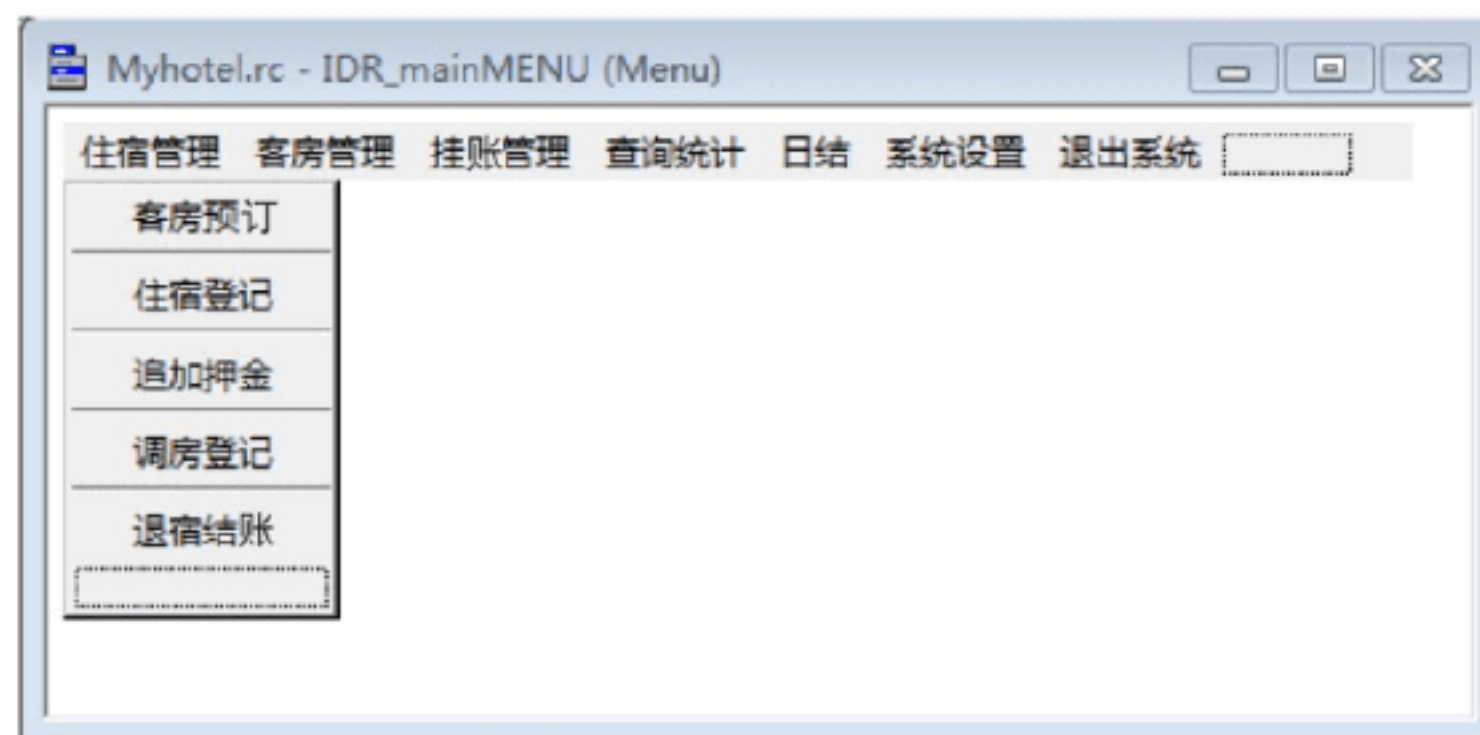 Myhotel.rc - IDR_mainMENU (Menu)
住宿管理 客房管理 挂账管理 查询统计 日结 系统设置 退出系统
客房预订
住宿登记
追加押金
调房登记
退宿结账